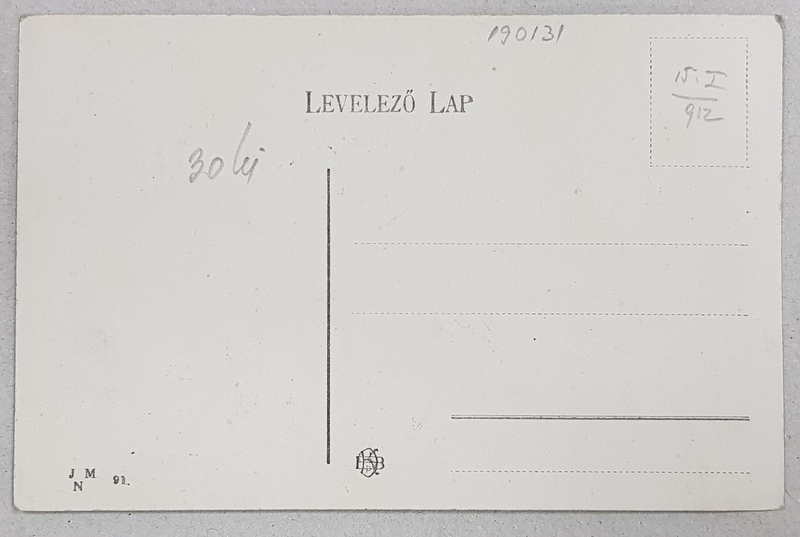 190131
LEVELEZŐ LAP
15. I
912
30 lei
J M
N 91.